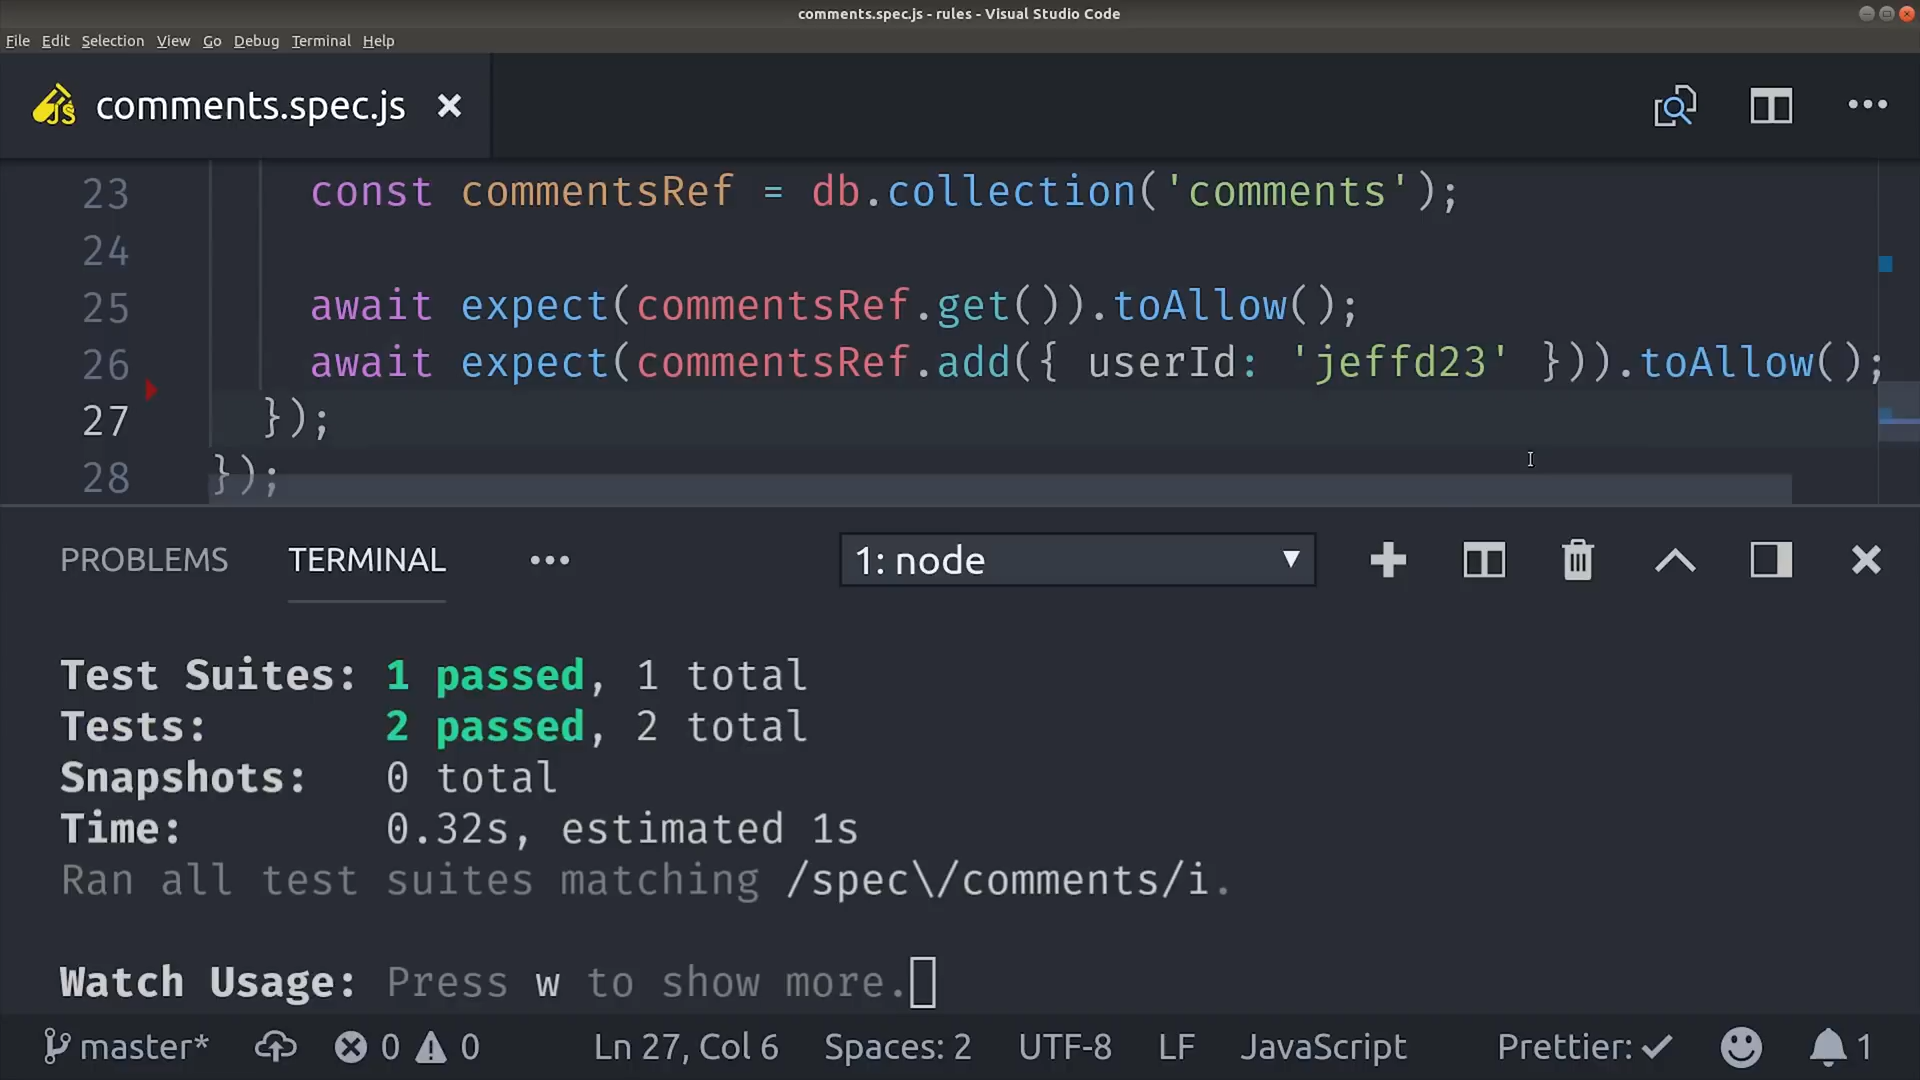 comments.spec.js - rules - Visual Studio Code
File Edit Selection View Go Debug Terminal Help
JS comments.spec.js
23 const commentsRef = db.collection('comments');
24
25 await expect(commentsRef.get()).toAllow();
26 await expect(commentsRef.add({ userId: 'jeffd23' })).toAllow();
27 });
28 });
PROBLEMS TERMINAL ••• 1: node
Test Suites: 1 passed, 1 total
Tests: 2 passed, 2 total
Snapshots: 0 total
Time: 0.32s, estimated 1s
Ran all test suites matching /spec\/comments/i.
Watch Usage: Press w to show more.
master* 0 0 Ln 27, Col 6 Spaces: 2 UTF-8 LF JavaScript Prettier: ✓ 1